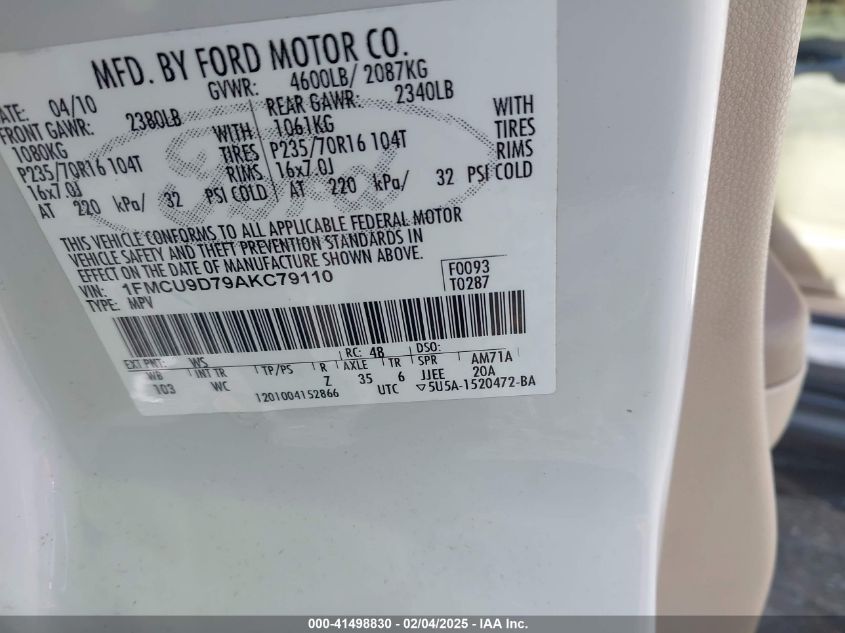 MFD. BY FORD MOTOR CO.
DATE: 04/10 GVWR: 4600LB/ 2087KG
FRONT GAWR: 2380LB REAR GAWR: 2340LB
1080KG WITH 1061KG WITH
P235/70R16 104T TIRES P235/70R16 104T TIRES
16x7.0J RIMS 16x7.0J RIMS
AT 220 kPa/ 32 PSI COLD AT 220 kPa/ 32 PSI COLD
Ford
THIS VEHICLE CONFORMS TO ALL APPLICABLE FEDERAL MOTOR
VEHICLE SAFETY AND THEFT PREVENTION STANDARDS IN
EFFECT ON THE DATE OF MANUFACTURE SHOWN ABOVE.
VIN: 1FMCU9D79AKC79110 F0093
TYPE: MPV T0287
EXT PNT: WS RC: 4B DSO:
WB INT TR TP/PS R AXLE TR SPR AM71A
103 WC Z 35 6 JJEE 20A
1201004152866 UTC ▽5U5A-1520472-BA
000-41498830 - 02/04/2025 - IAA Inc.